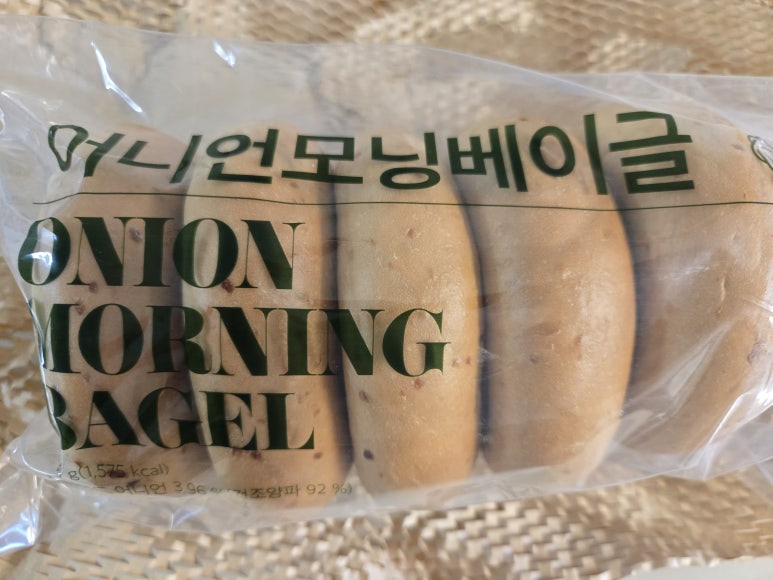 어니언모닝베이글
ONION
MORNING
BAGEL
g(1,575 kcal)
어니언 3.96 %(건조양파 92 %)